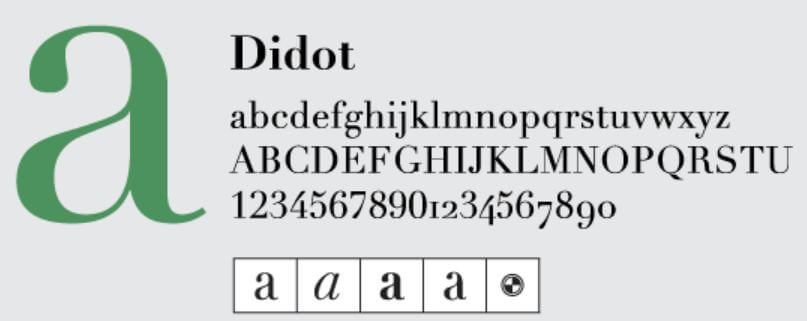 a
Didot
abcdefghijklmnopqrstuvwxyz
ABCDEFGHIJKLMNOPQRSTU
12345678901234567890
a a a a